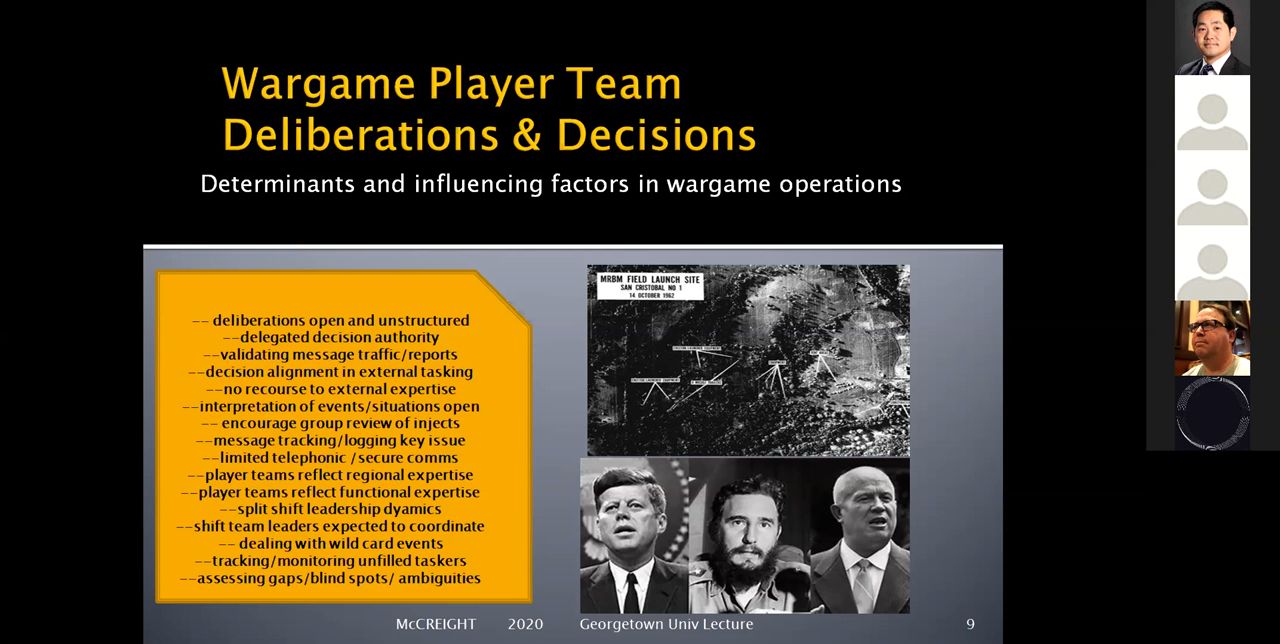 Wargame Player Team
Deliberations & Decisions
Determinants and influencing factors in wargame operations
-- deliberations open and unstructured
--delegated decision authority
--validating message traffic/reports
--decision alignment in external tasking
--no recourse to external expertise
--interpretation of events/situations open
-- encourage group review of injects
--message tracking/logging key issue
--limited telephonic /secure comms
--player teams reflect regional expertise
--player teams reflect functional expertise
--split shift leadership dyamics
--shift team leaders expected to coordinate
-- dealing with wild card events
--tracking/monitoring unfilled taskers
--assessing gaps/blind spots/ ambiguities
MRBM FIELD LAUNCH SITE
SAN CRISTOBAL NO 1
14 OCTOBER 1962
McCREIGHT 2020 Georgetown Univ Lecture 9